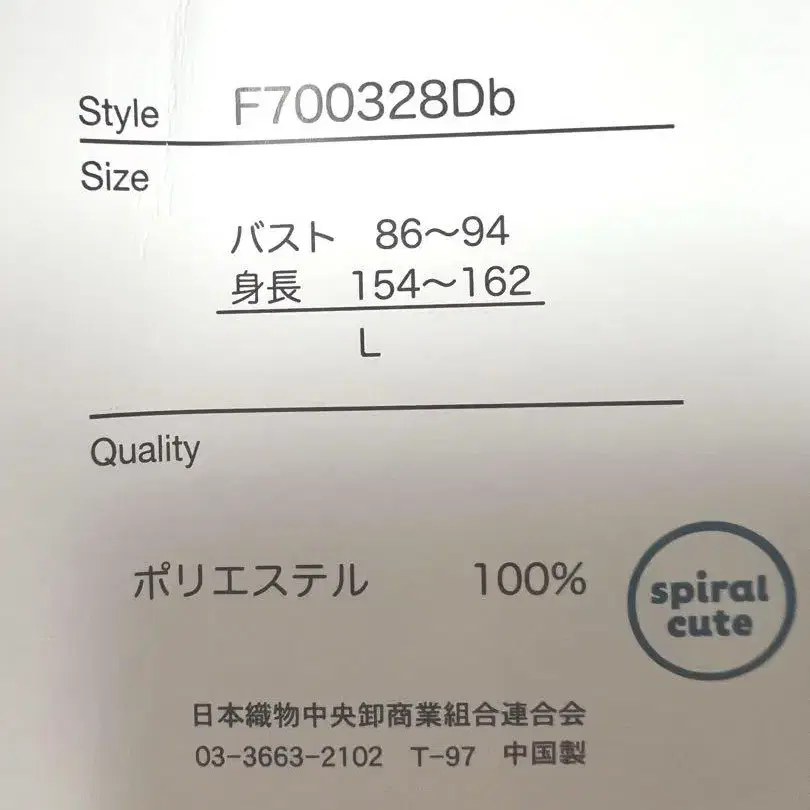 Style F700328Db
Size
バスト 86〜94
身長 154〜162
L
Quality
ポリエステル 100%
spiral
cute
日本織物中央卸商業組合連合会
03-3663-2102 T-97 中国製